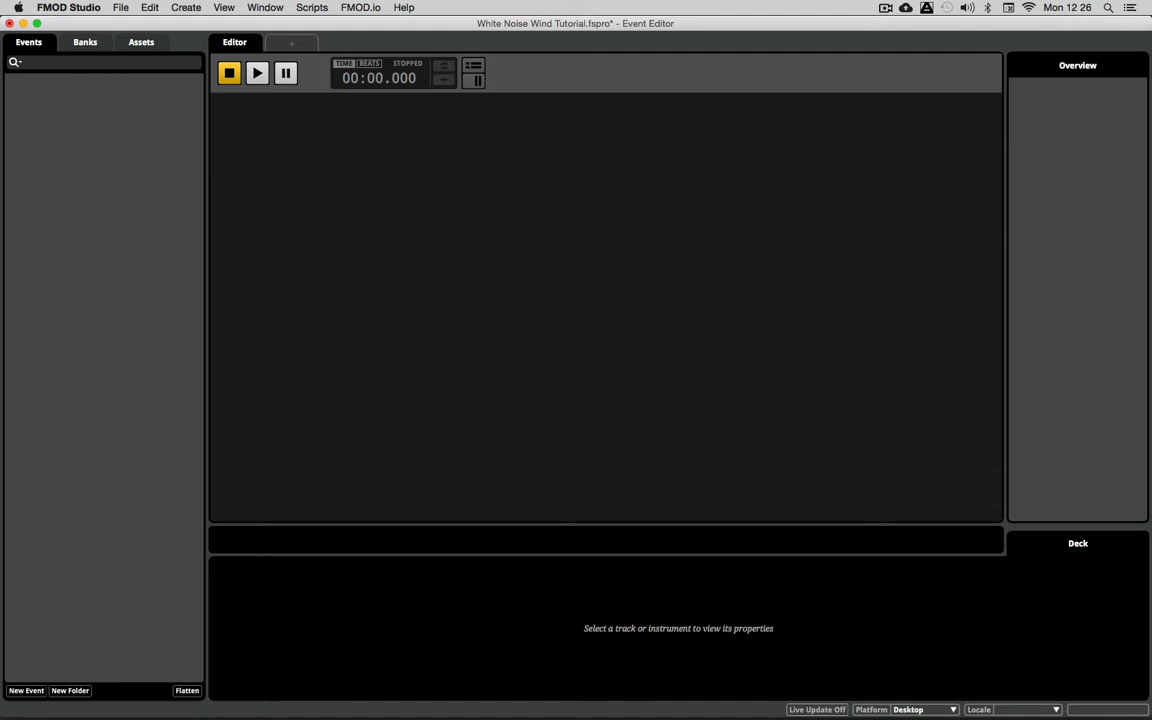 FMOD Studio File Edit Create View Window Scripts FMOD.io Help Mon 12 26
White Noise Wind Tutorial.fspro* - Event Editor
Events Banks Assets Editor +
TIME BEATS STOPPED
00:00.000
Overview
Deck
Select a track or instrument to view its properties
New Event New Folder Flatten
Live Update Off Platform Desktop Locale